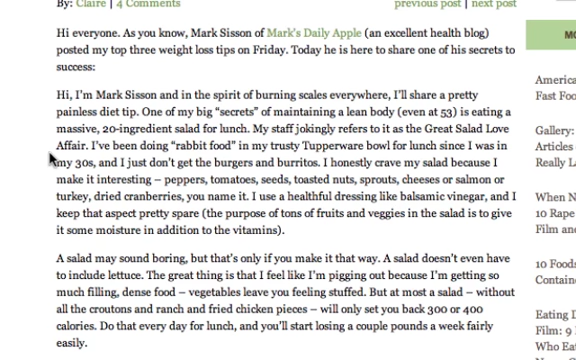 By: Claire | 4 Comments
previous post | next post
Hi everyone. As you know, Mark Sisson of Mark's Daily Apple (an excellent health blog)
posted my top three weight loss tips on Friday. Today he is here to share one of his secrets to
success:
Hi, I'm Mark Sisson and in the spirit of burning scales everywhere, I'll share a pretty
painless diet tip. One of my big "secrets" of maintaining a lean body (even at 53) is eating a
massive, 20-ingredient salad for lunch. My staff jokingly refers to it as the Great Salad Love
Affair. I've been doing "rabbit food" in my trusty Tupperware bowl for lunch since I was in
my 30s, and I just don't get the burgers and burritos. I honestly crave my salad because I
make it interesting – peppers, tomatoes, seeds, toasted nuts, sprouts, cheeses or salmon or
turkey, dried cranberries, you name it. I use a healthful dressing like balsamic vinegar, and I
keep that aspect pretty spare (the purpose of tons of fruits and veggies in the salad is to give
it some moisture in addition to the vitamins).
A salad may sound boring, but that's only if you make it that way. A salad doesn't even have
to include lettuce. The great thing is that I feel like I'm pigging out because I'm getting so
much filling, dense food – vegetables leave you feeling stuffed. But at most a salad – without
all the croutons and ranch and fried chicken pieces – will only set you back 300 or 400
calories. Do that every day for lunch, and you'll start losing a couple pounds a week fairly
easily.
MO
America
Fast Foo
Gallery:
Articles
Really L
When N
10 Rape
Film and
10 Foods
Contain
Eating D
Film: 9
Who Eat